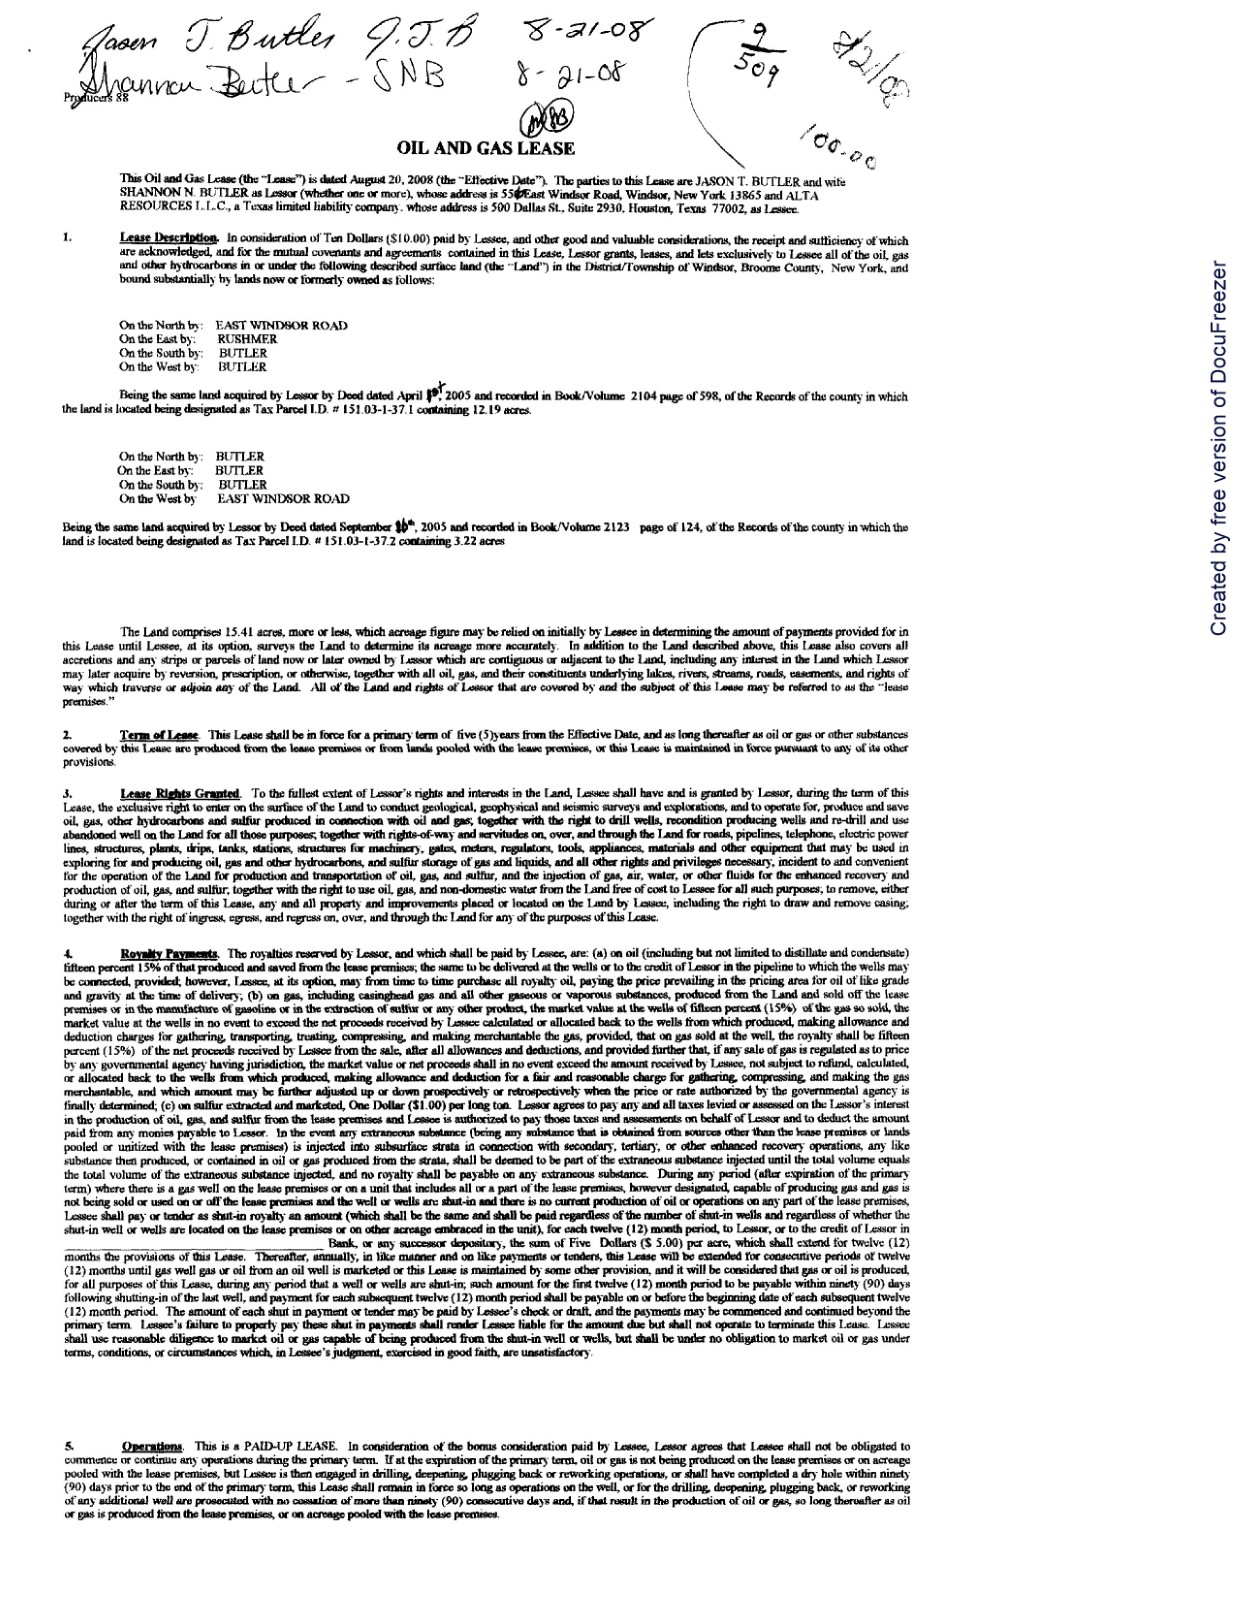 Jason T. Butler J.T.B 8-21-08
Shannon Butler - SNB 8-21-08
9
509
100.00
Producers 88
OIL AND GAS LEASE
This Oil and Gas Lease (the "Lease") is dated August 20, 2008 (the "Effective Date"). The parties to this Lease are JASON T. BUTLER and wife
SHANNON N. BUTLER as Lessor (whether one or more), whose address is East Windsor Road, Windsor, New York 13865 and ALTA
RESOURCES L.L.C., a Texas limited liability company. whose address is 500 Dallas St., Suite 2930, Houston, Texas 77002, as Lessee.
1. Lease Description. In consideration of Ten Dollars ($10.00) paid by Lessee, and other good and valuable considerations, the receipt and sufficiency of which
are acknowledged, and for the mutual covenants and agreements contained in this Lease, Lessor grants, leases, and lets exclusively to Lessee all of the oil, gas
and other hydrocarbons in or under the following described surface land (the "Land") in the District/Township of Windsor, Broome County, New York, and
bound substantially by lands now or formerly owned as follows:
On the North by: EAST WINDSOR ROAD
On the East by: RUSHMER
On the South by: BUTLER
On the West by: BUTLER
Being the same land acquired by Lessor by Deed dated April 2005 and recorded in Book/Volume 2104 page of 598, of the Records of the county in which
the land is located being designated as Tax Parcel I.D. # 151.03-1-37.1 containing 12.19 acres.
On the North by: BUTLER
On the East by: BUTLER
On the South by: BUTLER
On the West by EAST WINDSOR ROAD
Being the same land acquired by Lessor by Deed dated September 2005 and recorded in Book/Volume 2123 page of 124, of the Records of the county in which the
land is located being designated as Tax Parcel I.D. # 151.03-1-37.2 containing 3.22 acres
The Land comprises 15.41 acres, more or less, which acreage figure may be relied on initially by Lessee in determining the amount of payments provided for in
this Lease until Lessee, at its option, surveys the Land to determine its acreage more accurately. In addition to the Land described above, this Lease also covers all
accretions and any strips or parcels of land now or later owned by Lessor which are contiguous or adjacent to the Land, including any interest in the Land which Lessor
may later acquire by reversion, prescription, or otherwise, together with all oil, gas, and their constituents underlying lakes, rivers, streams, roads, easements, and rights of
way which traverse or adjoin any of the Land. All of the Land and rights of Lessor that are covered by and the subject of this Lease may be referred to as the "lease
premises."
2. Term of Lease. This Lease shall be in force for a primary term of five (5)years from the Effective Date, and as long thereafter as oil or gas or other substances
covered by this Lease are produced from the lease premises or from lands pooled with the lease premises, or this Lease is maintained in force pursuant to any of its other
provisions.
3. Lease Rights Granted. To the fullest extent of Lessor's rights and interests in the Land, Lessee shall have and is granted by Lessor, during the term of this
Lease, the exclusive right to enter on the surface of the Land to conduct geological, geophysical and seismic surveys and explorations, and to operate for, produce and save
oil, gas, other hydrocarbons and sulfur produced in connection with oil and gas; together with the right to drill wells, recondition producing wells and re-drill and use
abandoned well on the Land for all those purposes; together with rights-of-way and servitudes on, over, and through the Land for roads, pipelines, telephone, electric power
lines, structures, plants, drips, tanks, stations, structures for machinery, gates, meters, regulators, tools, appliances, materials and other equipment that may be used in
exploring for and producing oil, gas and other hydrocarbons, and sulfur storage of gas and liquids, and all other rights and privileges necessary, incident to and convenient
for the operation of the Land for production and transportation of oil, gas, and sulfur, and the injection of gas, air, water, or other fluids for the enhanced recovery and
production of oil, gas, and sulfur, together with the right to use oil, gas, and non-domestic water from the Land free of cost to Lessee for all such purposes; to remove, either
during or after the term of this Lease, any and all property and improvements placed or located on the Land by Lessee, including the right to draw and remove casing;
together with the right of ingress, egress, and regress on, over, and through the Land for any of the purposes of this Lease.
4. Royalty Payments. The royalties reserved by Lessor, and which shall be paid by Lessee, are: (a) on oil (including but not limited to distillate and condensate)
fifteen percent 15% of that produced and saved from the lease premises; the same to be delivered at the wells or to the credit of Lessor in the pipeline to which the wells may
be connected, provided; however, Lessee, at its option, may from time to time purchase all royalty oil, paying the price prevailing in the pricing area for oil of like grade
and gravity at the time of delivery; (b) on gas, including casinghead gas and all other gaseous or vaporous substances, produced from the Land and sold off the lease
premises or in the manufacture of gasoline or in the extraction of sulfur or any other product, the market value at the wells of fifteen percent (15%) of the gas so sold, the
market value at the wells in no event to exceed the net proceeds received by Lessee calculated or allocated back to the wells from which produced, making allowance and
deduction charges for gathering, transporting, treating, compressing, and making merchantable the gas, provided, that on gas sold at the well, the royalty shall be fifteen
percent (15%) of the net proceeds received by Lessee from the sale, after all allowances and deductions, and provided further that, if any sale of gas is regulated as to price
by any governmental agency having jurisdiction, the market value or net proceeds shall in no event exceed the amount received by Lessee, not subject to refund, calculated,
or allocated back to the wells from which produced, making allowance and deduction for a fair and reasonable charge for gathering, compressing, and making the gas
merchantable, and which amount may be further adjusted up or down prospectively or retrospectively when the price or rate authorized by the governmental agency is
finally determined; (c) on sulfur extracted and marketed, One Dollar ($1.00) per long ton. Lessor agrees to pay any and all taxes levied or assessed on the Lessor's interest
in the production of oil, gas, and sulfur from the lease premises and Lessee is authorized to pay those taxes and assessments on behalf of Lessor and to deduct the amount
paid from any monies payable to Lessor. In the event any extraneous substance (being any substance that is obtained from sources other than the lease premises or lands
pooled or unitized with the lease premises) is injected into subsurface strata in connection with secondary, tertiary, or other enhanced recovery operations, any like
substance then produced, or contained in oil or gas produced from the strata, shall be deemed to be part of the extraneous substance injected until the total volume equals
the total volume of the extraneous substance injected, and no royalty shall be payable on any extraneous substance. During any period (after expiration of the primary
term) where there is a gas well on the lease premises or on a unit that includes all or a part of the lease premises, however designated, capable of producing gas and gas is
not being sold or used on or off the lease premises and the well or wells are shut-in and there is no current production of oil or operations on any part of the lease premises,
Lessee shall pay or tender as shut-in royalty an amount (which shall be the same and shall be paid regardless of the number of shut-in wells and regardless of whether the
shut-in well or wells are located on the lease premises or on other acreage embraced in the unit), for each twelve (12) month period, to Lessor, or to the credit of Lessor in
Bank, or any successor depository, the sum of Five Dollars ($ 5.00) per acre, which shall extend for twelve (12)
months the provisions of this Lease. Thereafter, annually, in like manner and on like payments or tenders, this Lease will be extended for consecutive periods of twelve
(12) months until gas well gas or oil from an oil well is marketed or this Lease is maintained by some other provision, and it will be considered that gas or oil is produced,
for all purposes of this Lease, during any period that a well or wells are shut-in; such amount for the first twelve (12) month period to be payable within ninety (90) days
following shutting-in of the last well, and payment for each subsequent twelve (12) month period shall be payable on or before the beginning date of each subsequent twelve
(12) month period. The amount of each shut in payment or tender may be paid by Lessee's check or draft, and the payments may be commenced and continued beyond the
primary term. Lessee's failure to property pay these shut in payments shall render Lessee liable for the amount due but shall not operate to terminate this Lease. Lessee
shall use reasonable diligence to market oil or gas capable of being produced from the shut-in well or wells, but shall be under no obligation to market oil or gas under
terms, conditions, or circumstances which, in Lessee's judgment, exercised in good faith, are unsatisfactory.
5. Operations. This is a PAID-UP LEASE. In consideration of the bonus consideration paid by Lessee, Lessor agrees that Lessee shall not be obligated to
commence or continue any operations during the primary term. If at the expiration of the primary term, oil or gas is not being produced on the lease premises or on acreage
pooled with the lease premises, but Lessee is then engaged in drilling, deepening, plugging back or reworking operations, or shall have completed a dry hole within ninety
(90) days prior to the end of the primary term, this Lease shall remain in force so long as operations on the well, or for the drilling, deepening, plugging back, or reworking
of any additional well are prosecuted with no cessation of more than ninety (90) consecutive days and, if that result in the production of oil or gas, so long thereafter as oil
or gas is produced from the lease premises, or on acreage pooled with the lease premises.
Created by free version of DocuFreezer